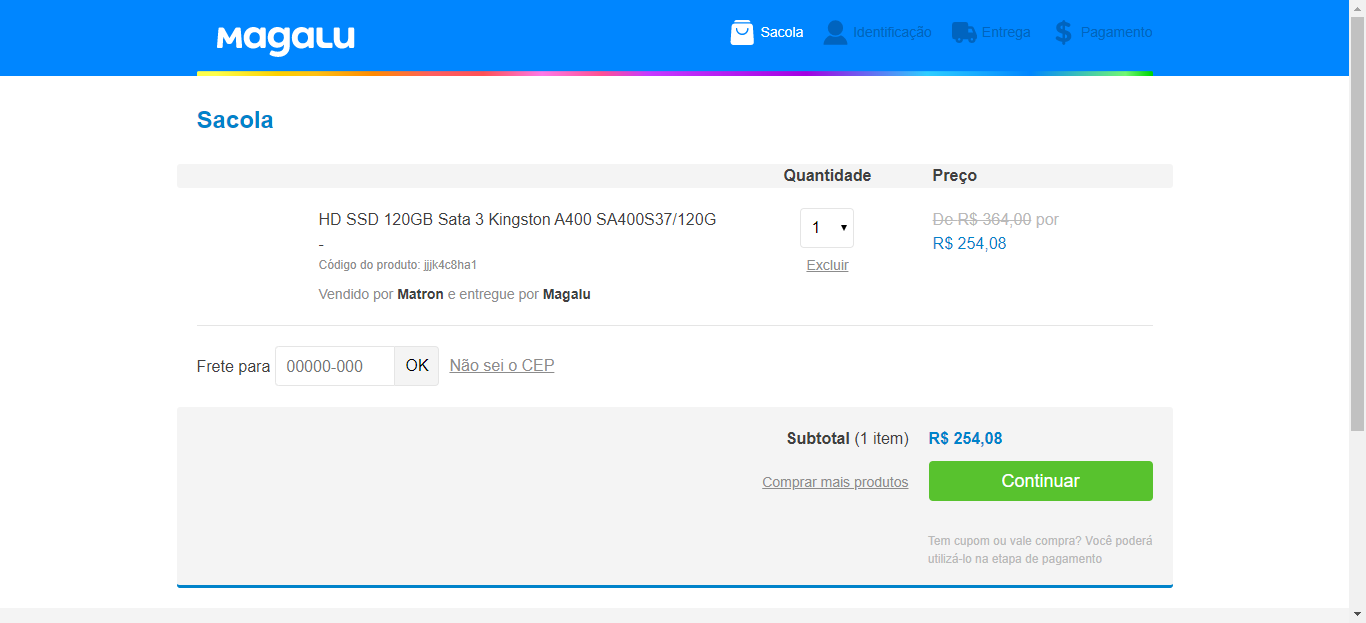 Magalu
Sacola Identificação Entrega Pagamento
Sacola
Quantidade Preço
HD SSD 120GB Sata 3 Kingston A400 SA400S37/120G
-
Código do produto: jjjk4c8ha1
Vendido por Matron e entregue por Magalu
1
Excluir
De R$ 364,00 por
R$ 254,08
Frete para 00000-000 OK Não sei o CEP
Subtotal (1 item) R$ 254,08
Comprar mais produtos Continuar
Tem cupom ou vale compra? Você poderá
utilizá-lo na etapa de pagamento